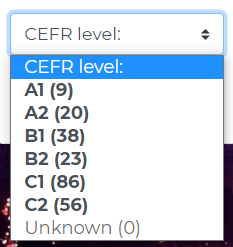 CEFR level:
CEFR level:
A1 (9)
A2 (20)
B1 (38)
B2 (23)
C1 (86)
C2 (56)
Unknown (0)